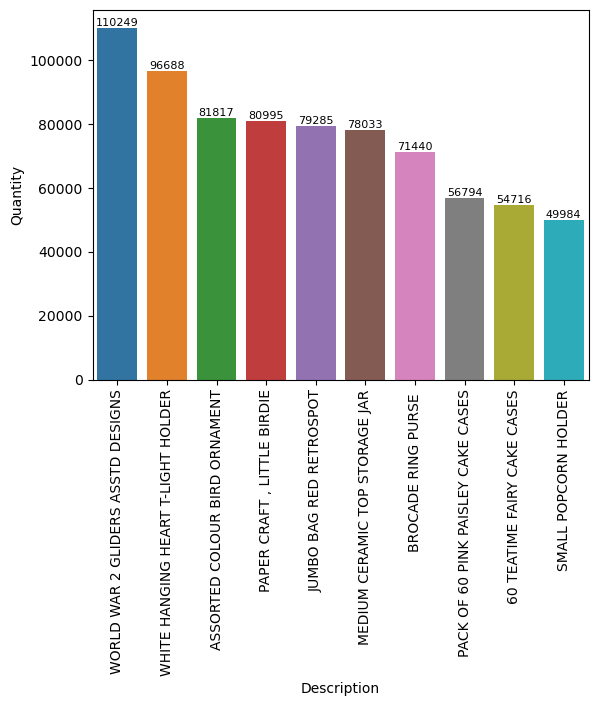 110249
96688
81817
80995
79285
78033
71440
56794
54716
49984
100000
80000
60000
40000
20000
0
Quantity
WORLD WAR 2 GLIDERS ASSTD DESIGNS
WHITE HANGING HEART T-LIGHT HOLDER
ASSORTED COLOUR BIRD ORNAMENT
PAPER CRAFT , LITTLE BIRDIE
JUMBO BAG RED RETROSPOT
MEDIUM CERAMIC TOP STORAGE JAR
BROCADE RING PURSE
PACK OF 60 PINK PAISLEY CAKE CASES
60 TEATIME FAIRY CAKE CASES
SMALL POPCORN HOLDER
Description